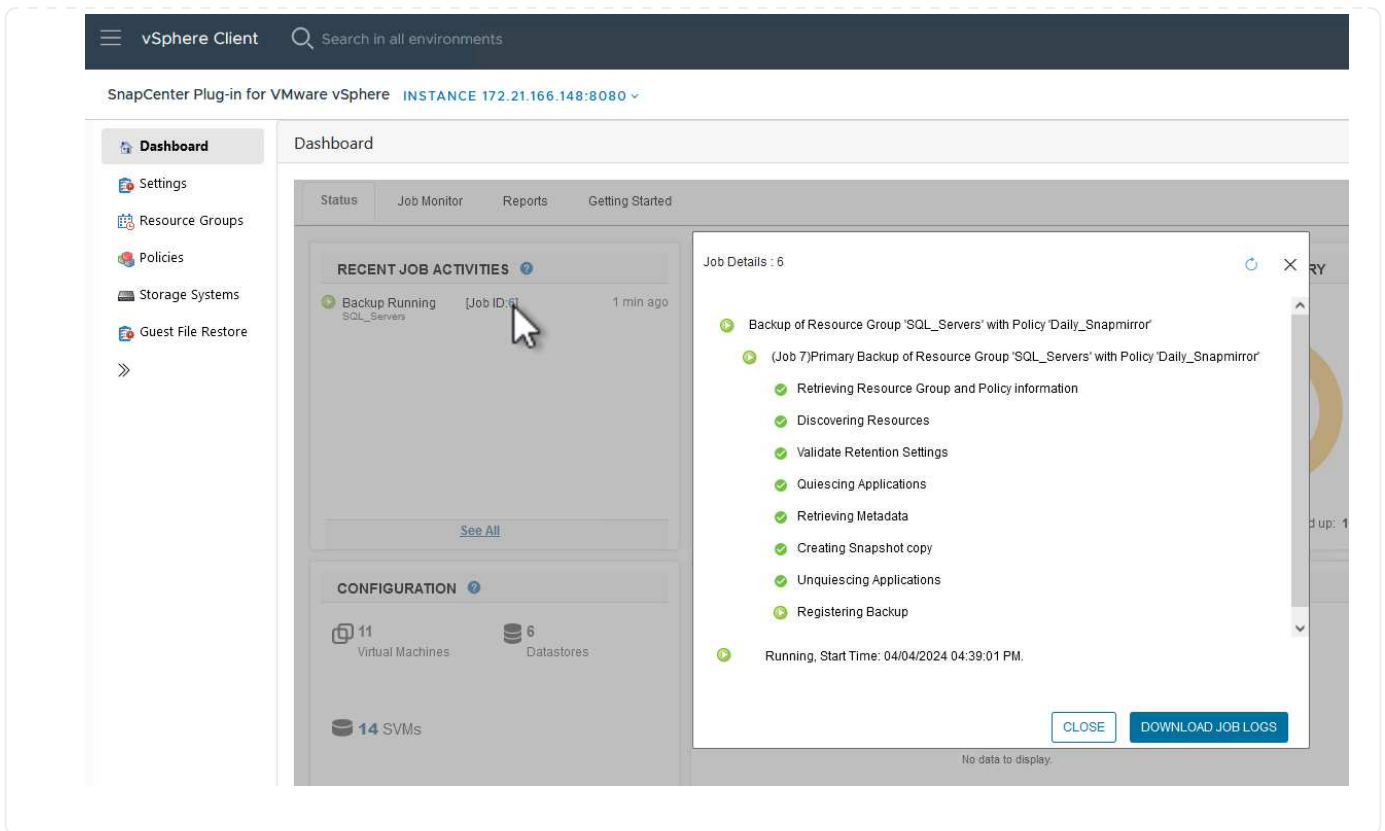 vSphere Client
Search in all environments
SnapCenter Plug-in for VMware vSphere INSTANCE 172.21.166.148:8080
Dashboard
Settings
Resource Groups
Policies
Storage Systems
Guest File Restore
Dashboard
Status Job Monitor Reports Getting Started
RECENT JOB ACTIVITIES
Backup Running [Job ID:6] 1 min ago
SQL_Servers
See All
CONFIGURATION
11
Virtual Machines
6
Datastores
14 SVMs
Job Details : 6
RY
Backup of Resource Group 'SQL_Servers' with Policy 'Daily_Snapmirror'
(Job 7)Primary Backup of Resource Group 'SQL_Servers' with Policy 'Daily_Snapmirror'
Retrieving Resource Group and Policy information
Discovering Resources
Validate Retention Settings
Quiescing Applications
Retrieving Metadata
Creating Snapshot copy
Unquiescing Applications
Registering Backup
d up: 1
Running, Start Time: 04/04/2024 04:39:01 PM.
CLOSE DOWNLOAD JOB LOGS
No data to display.